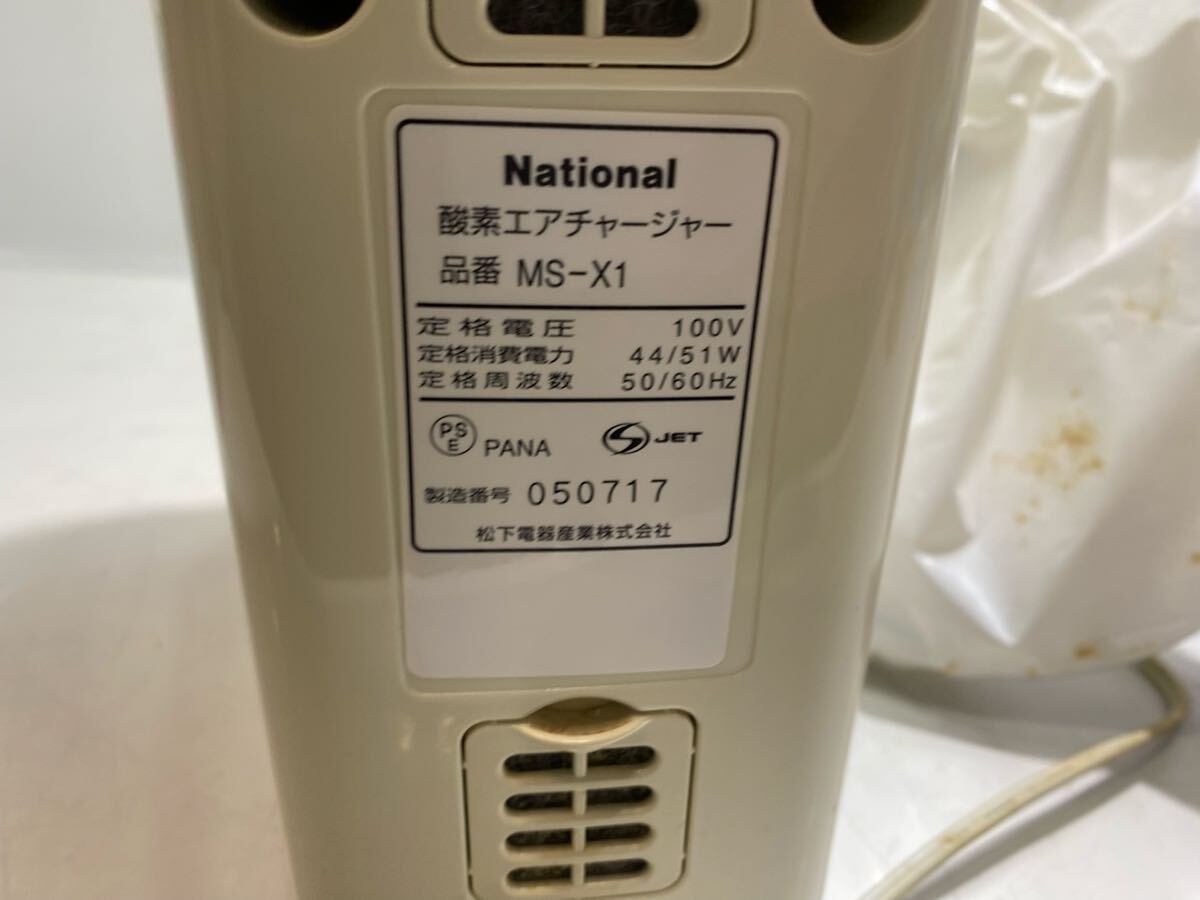 National
酸素エアチャージャー
品番 MS-X1
定格電圧 100V
定格消費電力 44/51W
定格周波数 50/60Hz
PSE PANA JET
製造番号 050717
松下電器産業株式会社